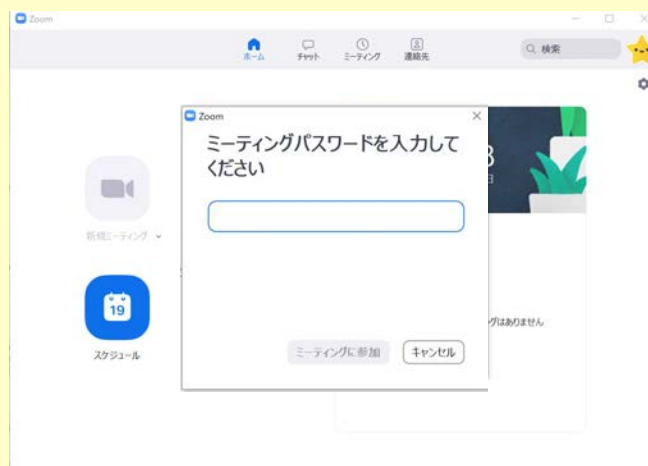 Zoom
ホーム
チャット
ミーティング
連絡先
検索
Zoom
ミーティングパスワードを入力して
ください
新規ミーティング
19
スケジュール
グはありません
ミーティングに参加
キャンセル